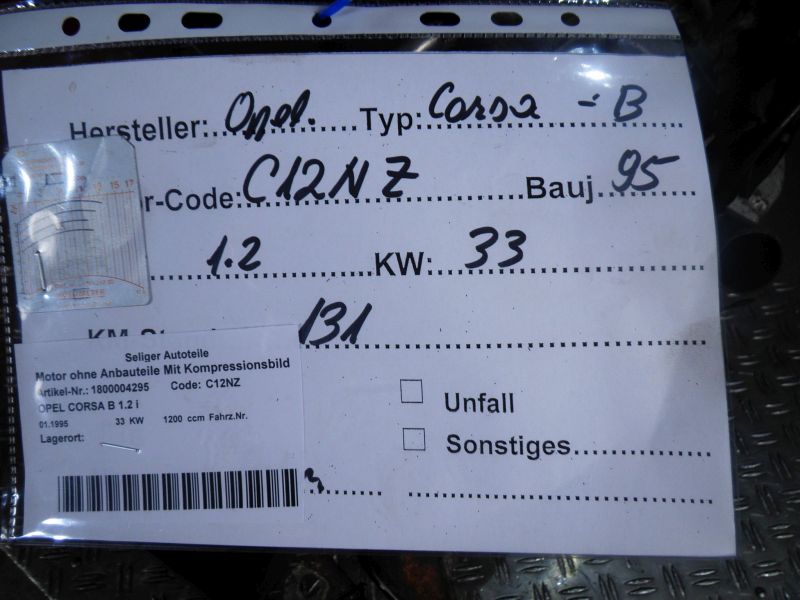 Hersteller: Opel. Typ: Corsa - B
r-Code: C12NZ Bauj. 95
1.2 KW: 33
131
Seliger Autoteile
Motor ohne Anbauteile Mit Kompressionsbild
Artikel-Nr.: 1800004295 Code: C12NZ
OPEL CORSA B 1.2 i
01.1995 33 KW 1200 ccm Fahrz.Nr.
Lagerort:
Unfall
Sonstiges